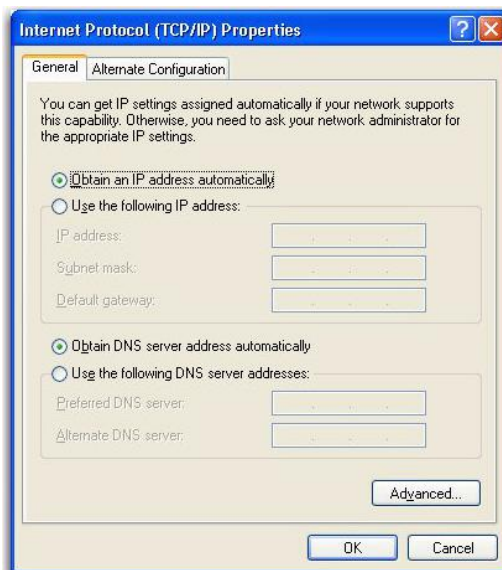 Internet Protocol (TCP/IP) Properties
General
Alternate Configuration
You can get IP settings assigned automatically if your network supports
this capability. Otherwise, you need to ask your network administrator for
the appropriate IP settings.
Obtain an IP address automatically
Use the following IP address:
IP address:
Subnet mask:
Default gateway:
Obtain DNS server address automatically
Use the following DNS server addresses:
Preferred DNS server:
Alternate DNS server:
Advanced...
OK
Cancel